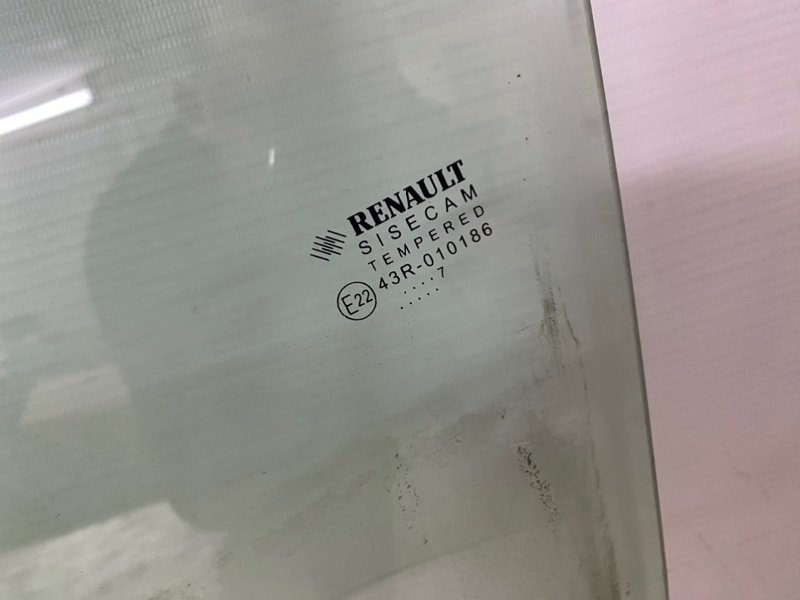 RENAULT
SISECAM
TEMPERED
43R-010186
E22
....7
.....